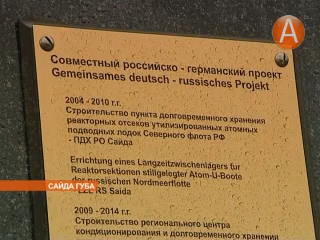 А
Совместный российско - германский проект
Gemeinsames deutsch - russisches Projekt
2004 - 2010 г.г.
Строительство пункта долговременного хранения
реакторных отсеков утилизированных атомных
подводных лодок Северного флота РФ
- ПДХ РО Сайда
Errichtung eines Langzeitzwischenlagers für
Reaktorsektionen stillgelegter Atom-U-Boote
der russischen Nordmeerflotte
RS Saida
САЙДА ГУБА
2009 - 2014 г.г.
Строительство регионального центра
кондиционирования и долговременного хранения